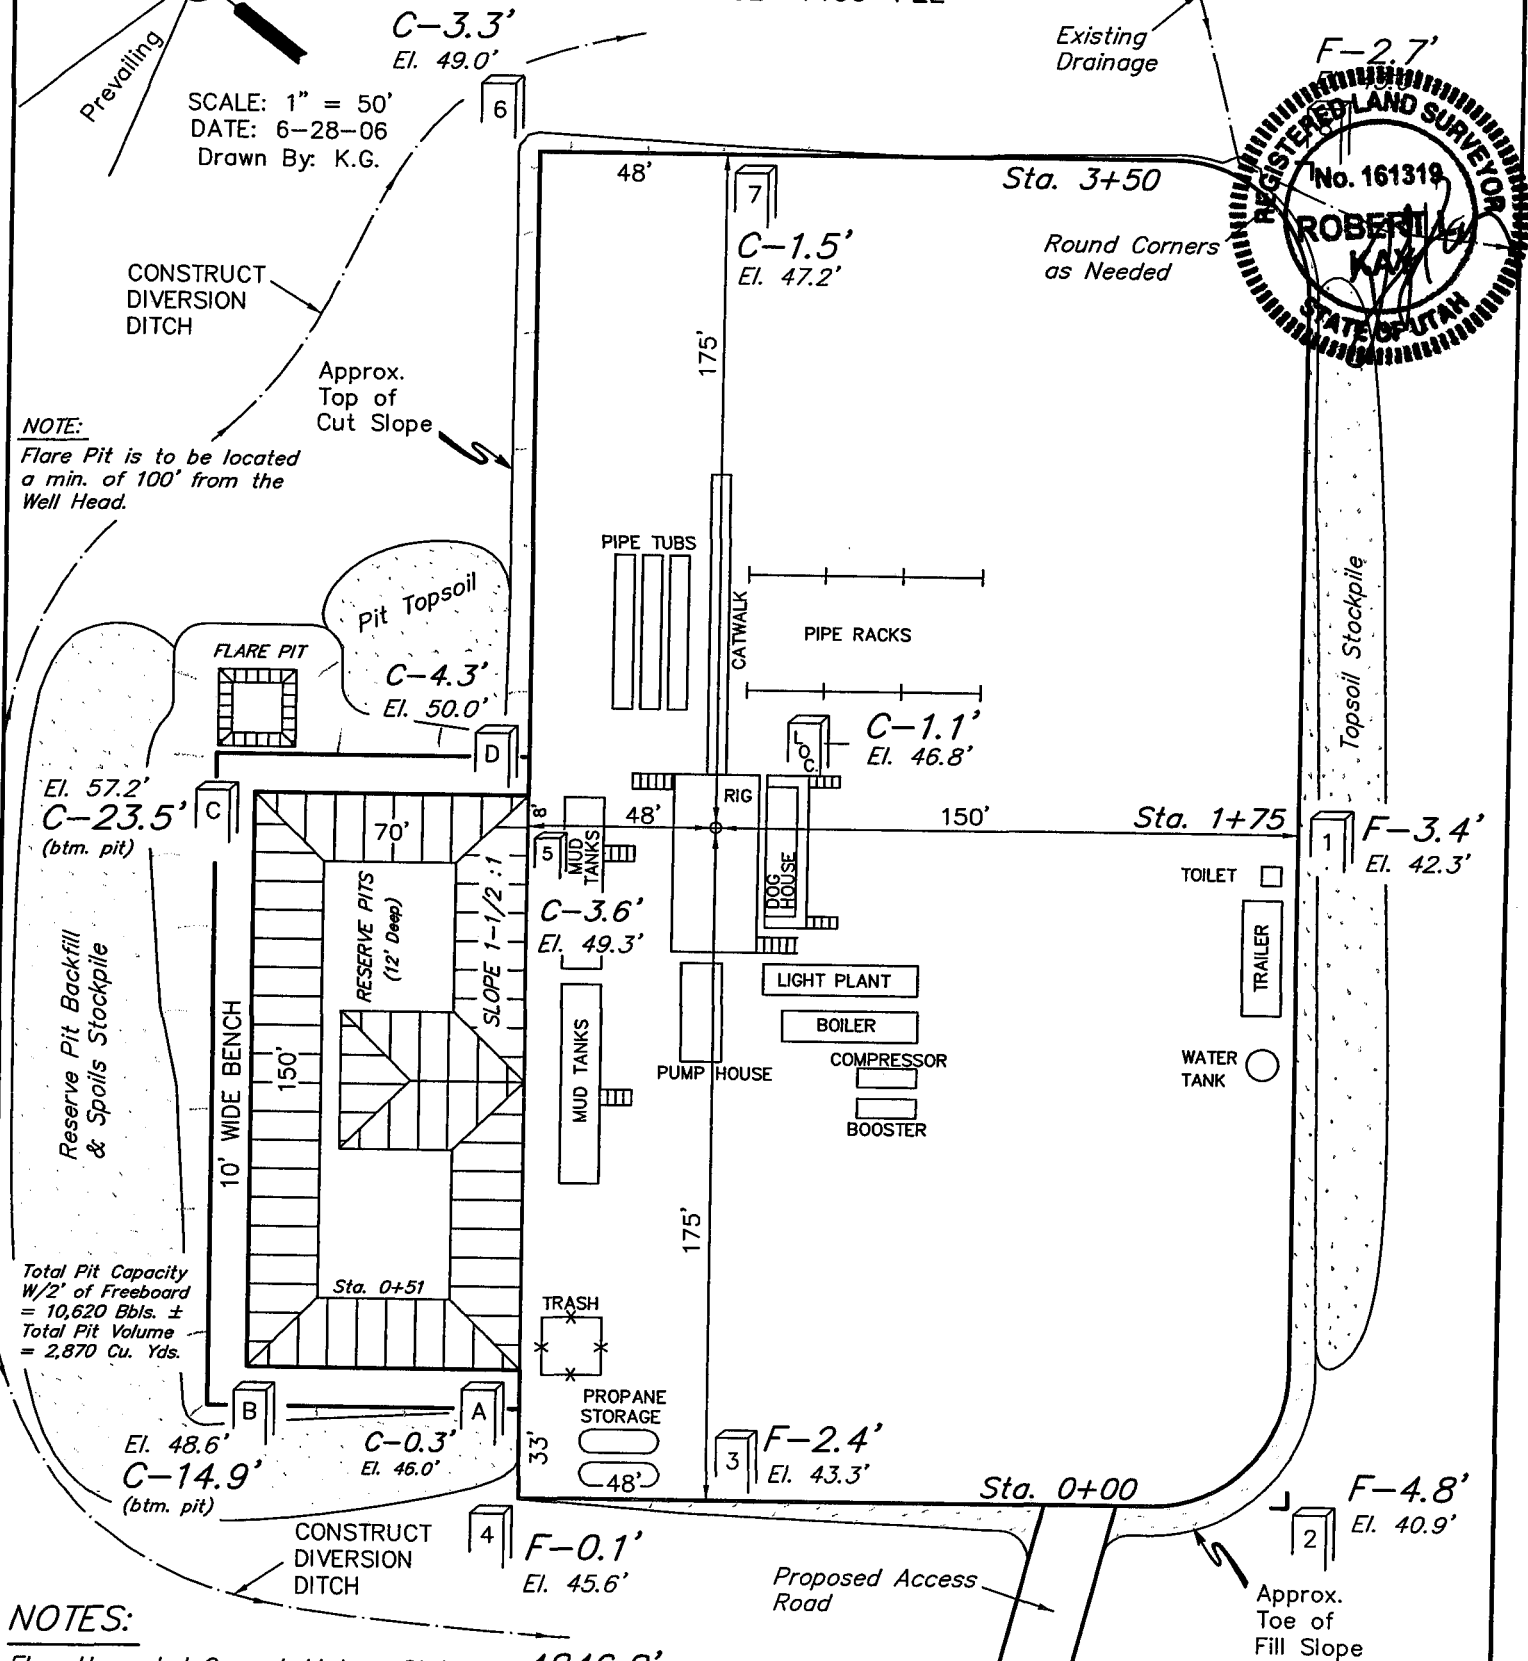 C-3.3'
El. 49.0'
Prevailing
SCALE: 1" = 50'
DATE: 6-28-06
Drawn By: K.G.
6
Existing
Drainage
F-2.7'
REGISTERED LAND SURVEYOR
No. 161319
ROBERT L.
KAY
STATE OF UTAH
48'
7
Sta. 3+50
C-1.5'
El. 47.2'
Round Corners
as Needed
CONSTRUCT
DIVERSION
DITCH
175'
Approx.
Top of
Cut Slope
NOTE:
Flare Pit is to be located
a min. of 100' from the
Well Head.
PIPE TUBS
Pit Topsoil
CATWALK
PIPE RACKS
Topsoil Stockpile
FLARE PIT
C-4.3'
El. 50.0'
D
LOC.
C-1.1'
El. 46.8'
El. 57.2'
C-23.5'
(btm. pit)
C
RIG
70'
8'
48'
150'
Sta. 1+75
1
F-3.4'
El. 42.3'
5
MUD
TANKS
DOG
HOUSE
TOILET
RESERVE PITS
(12' Deep)
SLOPE 1-1/2 :1
C-3.6'
El. 49.3'
TRAILER
LIGHT PLANT
BOILER
Reserve Pit Backfill
& Spoils Stockpile
10' WIDE BENCH
150'
MUD TANKS
PUMP HOUSE
COMPRESSOR
BOOSTER
WATER
TANK
175'
Total Pit Capacity
W/2' of Freeboard
= 10,620 Bbls. ±
Total Pit Volume
= 2,870 Cu. Yds.
Sta. 0+51
TRASH
PROPANE
STORAGE
B
A
El. 48.6'
C-14.9'
(btm. pit)
C-0.3'
El. 46.0'
33'
48'
3
F-2.4'
El. 43.3'
Sta. 0+00
F-4.8'
El. 40.9'
2
4
F-0.1'
El. 45.6'
CONSTRUCT
DIVERSION
DITCH
Proposed Access
Road
Approx.
Toe of
Fill Slope
NOTES: